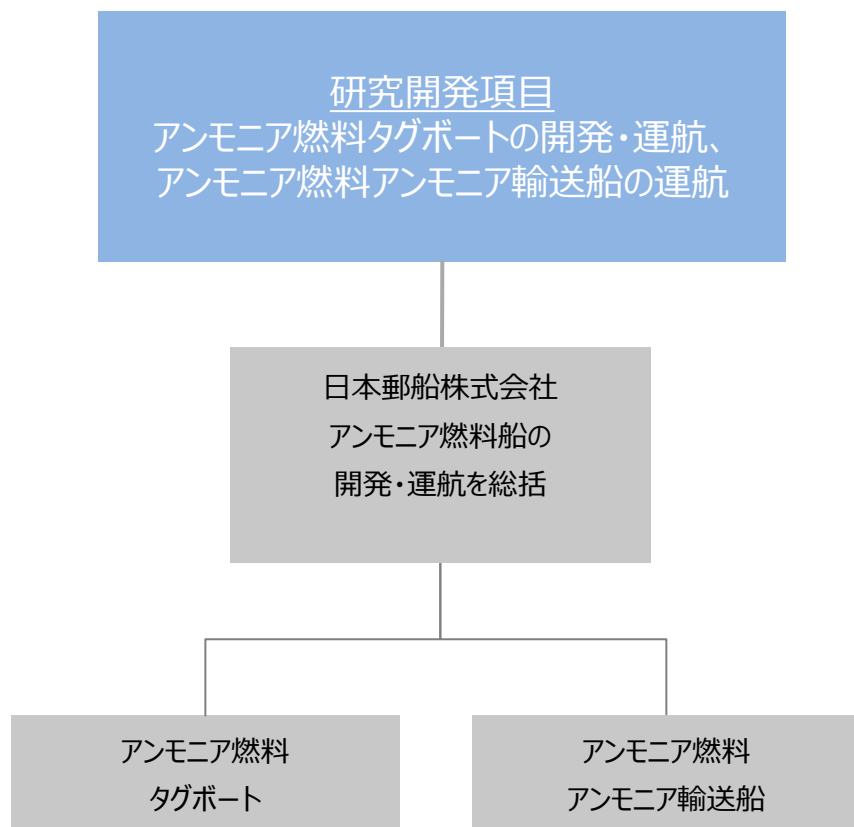 研究開発項目
アンモニア燃料タグボートの開発・運航、
アンモニア燃料アンモニア輸送船の運航
日本郵船株式会社
アンモニア燃料船の
開発・運航を総括
アンモニア燃料
タグボート
アンモニア燃料
アンモニア輸送船